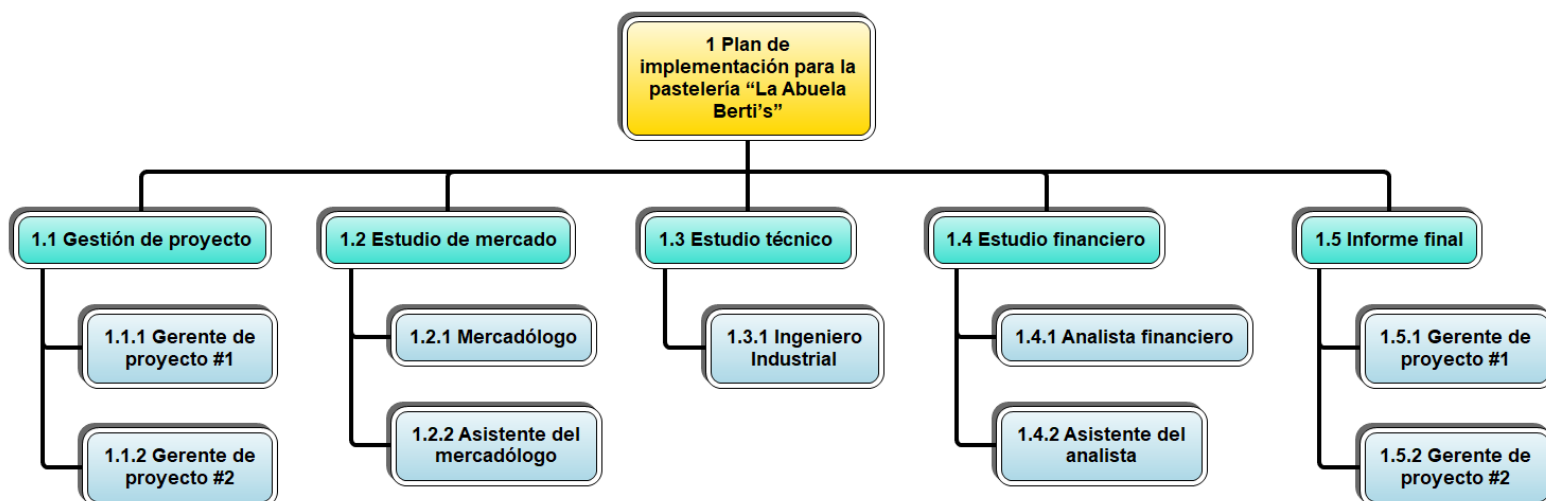 1 Plan de
implementación para la
pastelería “La Abuela
Berti’s”
1.1 Gestión de proyecto
1.2 Estudio de mercado
1.3 Estudio técnico
1.4 Estudio financiero
1.5 Informe final
1.1.1 Gerente de
proyecto #1
1.2.1 Mercadólogo
1.3.1 Ingeniero
Industrial
1.4.1 Analista financiero
1.5.1 Gerente de
proyecto #1
1.1.2 Gerente de
proyecto #2
1.2.2 Asistente del
mercadólogo
1.4.2 Asistente del
analista
1.5.2 Gerente de
proyecto #2